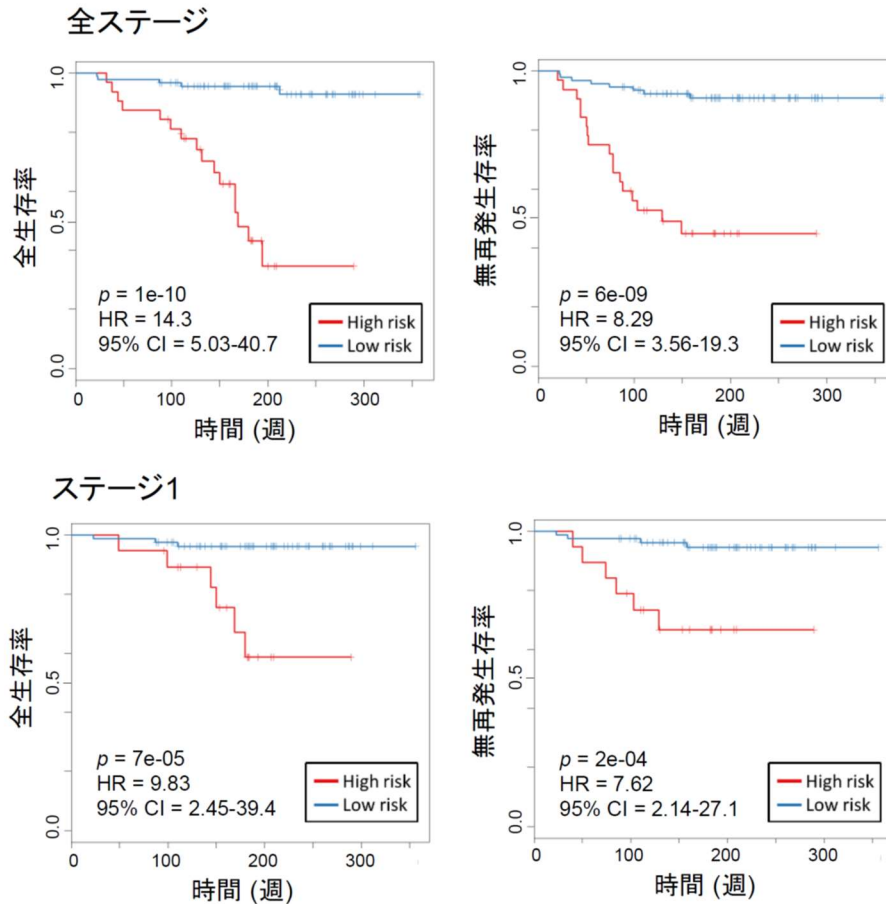 全ステージ
全生存率
1.0
0.5
0.0
p = 1e-10
HR = 14.3
95% CI = 5.03-40.7
High risk
Low risk
0 100 200 300
時間 (週)
無再発生存率
1.0
0.5
0.0
p = 6e-09
HR = 8.29
95% CI = 3.56-19.3
High risk
Low risk
0 100 200 300
時間 (週)
ステージ1
全生存率
1.0
0.5
0.0
p = 7e-05
HR = 9.83
95% CI = 2.45-39.4
High risk
Low risk
0 100 200 300
時間 (週)
無再発生存率
1.0
0.5
0.0
p = 2e-04
HR = 7.62
95% CI = 2.14-27.1
High risk
Low risk
0 100 200 300
時間 (週)